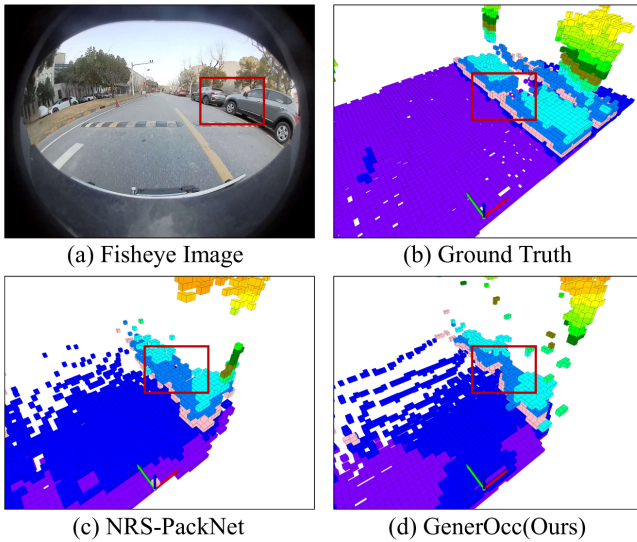 (a) Fisheye Image
(b) Ground Truth
(c) NRS-PackNet
(d) GenerOcc(Ours)